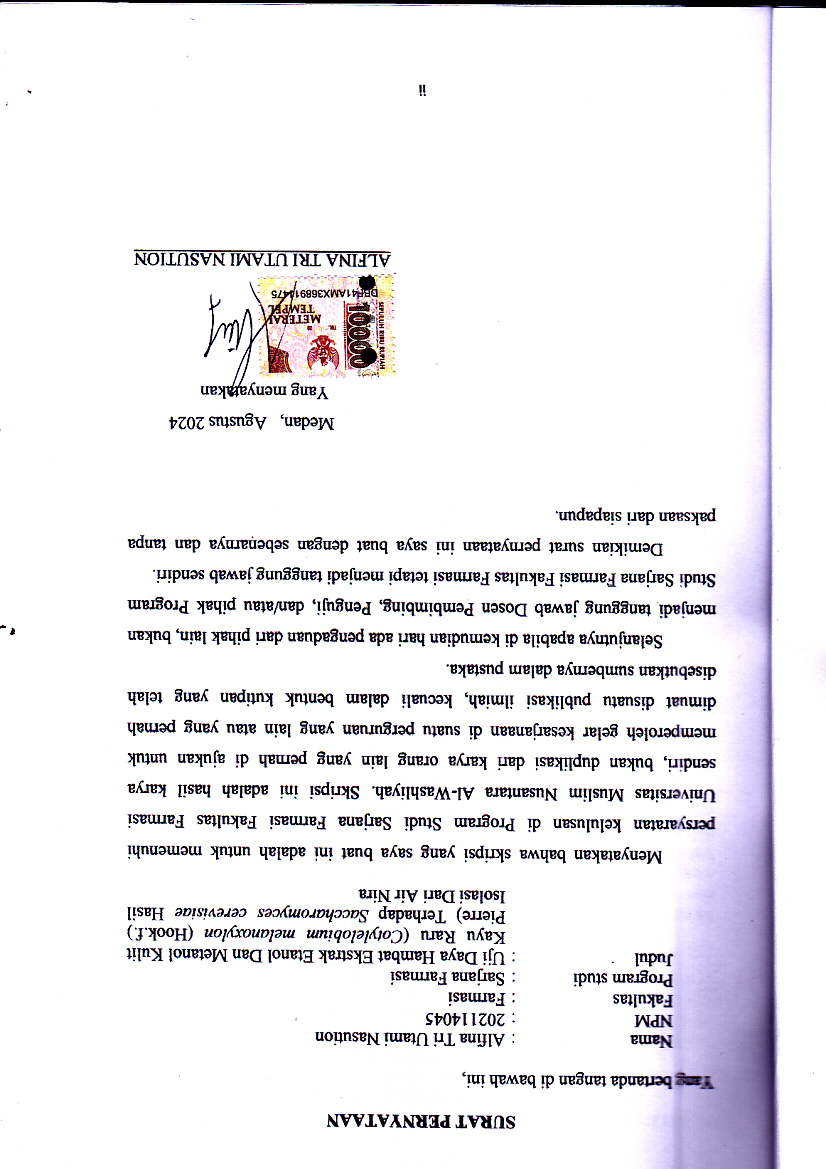 SURAT PERNYATAAN
Yang bertanda tangan di bawah ini,
Nama : Alfina Tri Utami Nasution
NPM : 202114045
Fakultas : Farmasi
Program studi : Sarjana Farmasi
Judul : Uji Daya Hambat Ekstrak Etanol Dan Metanol Kulit
Kayu Raru (Cotylelobium melanoxylon (Hook.f.)
Pierre) Terhadap Saccharomyces cerevisiae Hasil
Isolasi Dari Air Nira
Menyatakan bahwa skripsi yang saya buat ini adalah untuk memenuhi
persyaratan kelulusan di Program Studi Sarjana Farmasi Fakultas Farmasi
Universitas Muslim Nusantara Al-Washliyah. Skripsi ini adalah hasil karya
sendiri, bukan duplikasi dari karya orang lain yang pernah di ajukan untuk
memperoleh gelar kesarjanaan di suatu perguruan yang lain atau yang pernah
dimuat disuatu publikasi ilmiah, kecuali dalam bentuk kutipan yang telah
disebutkan sumbernya dalam pustaka.
Selanjutnya apabila di kemudian hari ada pengaduan dari pihak lain, bukan
menjadi tanggung jawab Dosen Pembimbing, Penguji, dan/atau pihak Program
Studi Sarjana Farmasi Fakultas Farmasi tetapi menjadi tanggung jawab sendiri.
Demikian surat pernyataan ini saya buat dengan sebenarnya dan tanpa
paksaan dari siapapun.
Medan, Agustus 2024
Yang menyatakan
SEPULUH RIBU RUPIAH
10000
METERAI
TEMPEL
ALFINA TRI UTAMI NASUTION
ii